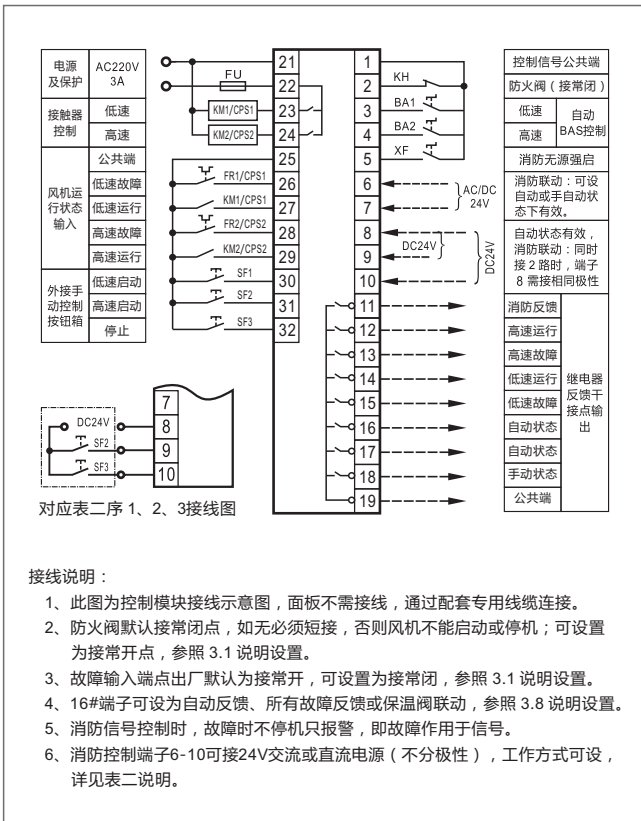 电源
及保护
AC220V
3A
接触器
控制
低速
高速
公共端
风机运
行状态
输入
低速故障
低速运行
高速故障
高速运行
外接手
动控制
按钮箱
低速启动
高速启动
停止
FU
KM1/CPS1
KM2/CPS2
FR1/CPS1
KM1/CPS1
FR2/CPS2
KM2/CPS2
SF1
SF2
SF3
21
22
23
24
25
26
27
28
29
30
31
32
1
2
3
4
5
6
7
8
9
10
11
12
13
14
15
16
17
18
19
KH
BA1
BA2
XF
AC/DC
24V
DC24V
DC24V
控制信号公共端
防火阀（接常闭）
低速
高速
自动
BAS控制
消防无源强启
消防联动：可设
自动或手自动状
态下有效。
自动状态有效，
消防联动：同时
接 2 路时，端子
8 需接相同极性
消防反馈
高速运行
高速故障
低速运行
低速故障
自动状态
自动状态
手动状态
公共端
继电器
反馈干
接点输
出
DC24V
SF2
SF3
7
8
9
10
对应表二序 1、2、3接线图
接线说明：
1、此图为控制模块接线示意图，面板不需接线，通过配套专用线缆连接。
2、防火阀默认接常闭点，如无必须短接，否则风机不能启动或停机；可设置
为接常开点，参照 3.1 说明设置。
3、故障输入端点出厂默认为接常开，可设置为接常闭，参照 3.1 说明设置。
4、16#端子可设为自动反馈、所有故障反馈或保温阀联动，参照 3.8 说明设置。
5、消防信号控制时，故障时不停机只报警，即故障作用于信号。
6、消防控制端子6-10可接24V交流或直流电源（不分极性），工作方式可设，
详见表二说明。